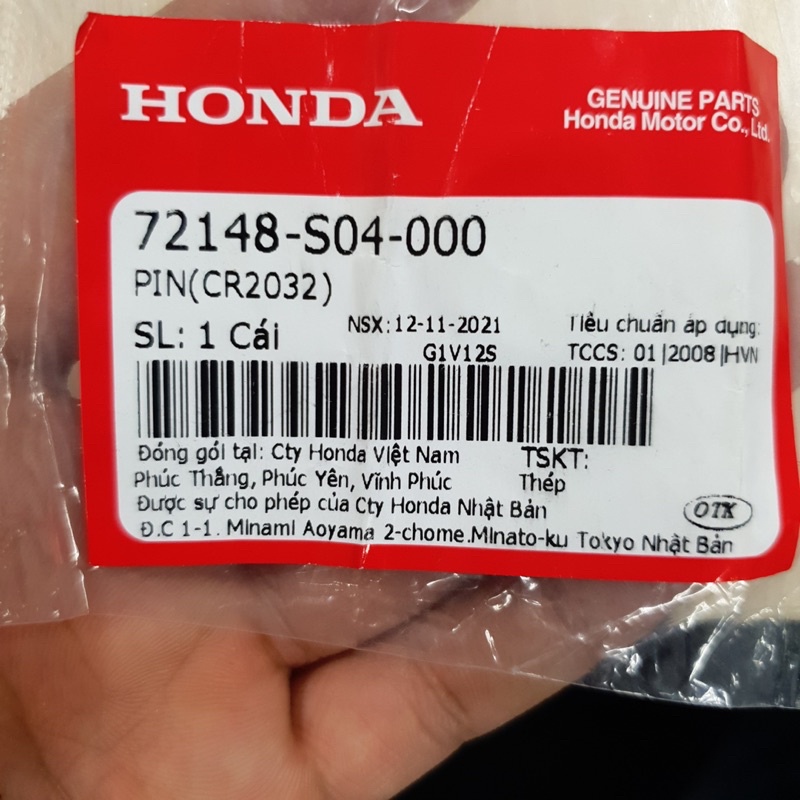 HONDA
GENUINE PARTS
Honda Motor Co., Ltd.
72148-S04-000
PIN(CR2032)
SL: 1 Cái
NSX: 12-11-2021
G1V12S
Tiêu chuẩn áp dụng:
TCCS: 01|2008|HVN
Đóng gói tại: Cty Honda Việt Nam
Phúc Thắng, Phúc Yên, Vĩnh Phúc
TSKT:
Thép
Được sự cho phép của Cty Honda Nhật Bản
Đ.C 1-1. Minami Aoyama 2-chome.Minato-ku Tokyo Nhật Bản
OTK